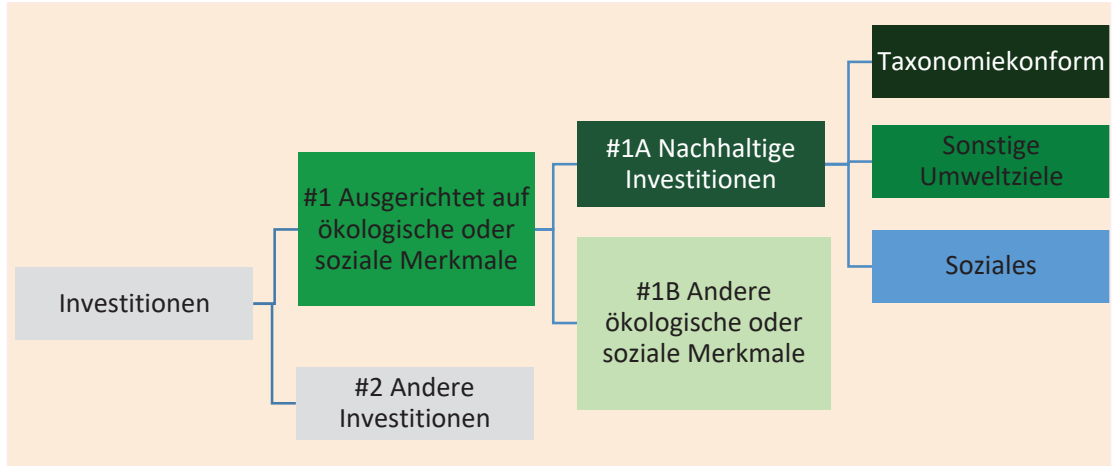 Investitionen
#1 Ausgerichtet auf
ökologische oder
soziale Merkmale
#2 Andere
Investitionen
#1A Nachhaltige
Investitionen
#1B Andere
ökologische oder
soziale Merkmale
Taxonomiekonform
Sonstige
Umweltziele
Soziales